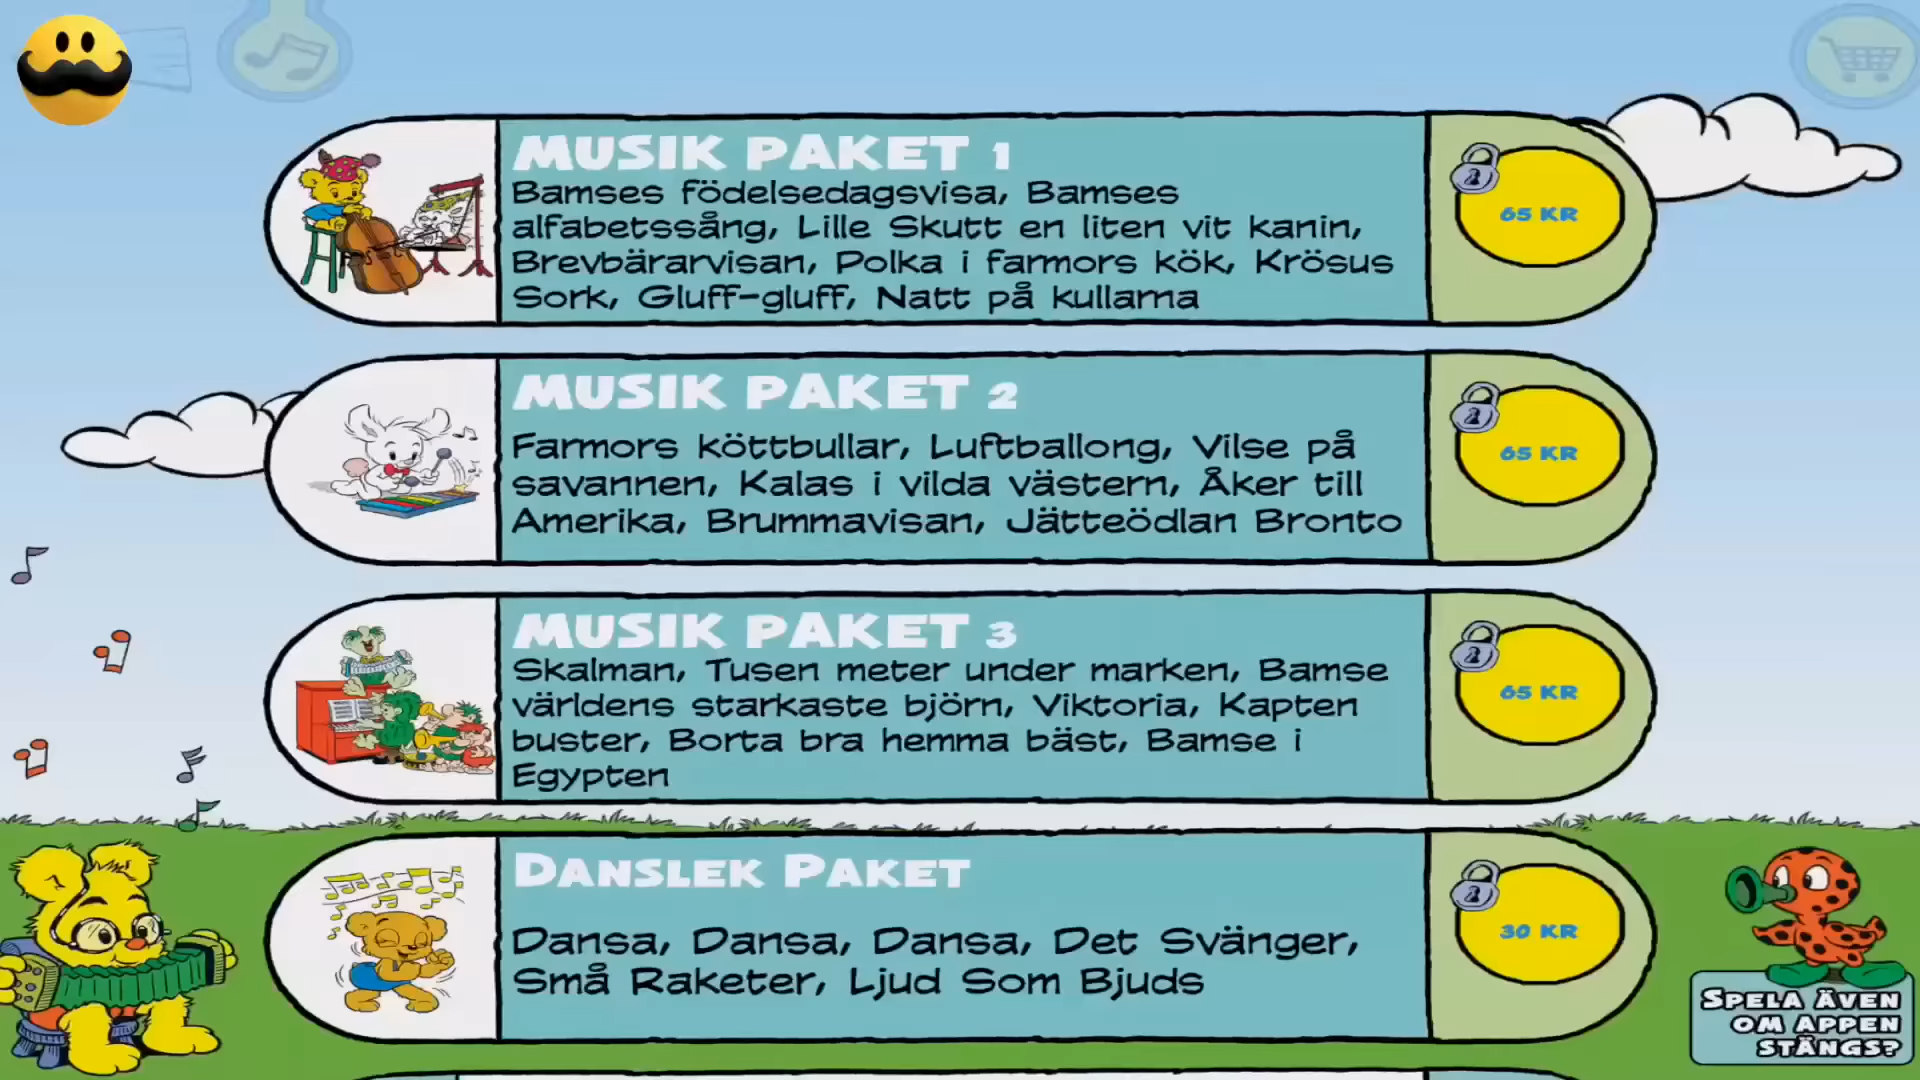 MUSIK PAKET 1
Bamses födelsedagsvisa, Bamses
alfabetssång, Lille Skutt en liten vit kanin,
Brevbärarvisan, Polka i farmors kök, Krösus
Sork, Gluff-gluff, Natt på kullarna
65 KR
MUSIK PAKET 2
Farmors köttbullar, Luftballong, Vilse på
savannen, Kalas i vilda västern, Åker till
Amerika, Brummavisan, Jätteödlan Bronto
65 KR
MUSIK PAKET 3
Skalman, Tusen meter under marken, Bamse
världens starkaste björn, Viktoria, Kapten
buster, Borta bra hemma bäst, Bamse i
Egypten
65 KR
DANSLEK PAKET
Dansa, Dansa, Dansa, Det Svänger,
Små Raketer, Ljud Som Bjuds
30 KR
SPELA ÄVEN
OM APPEN
STÄNGS?